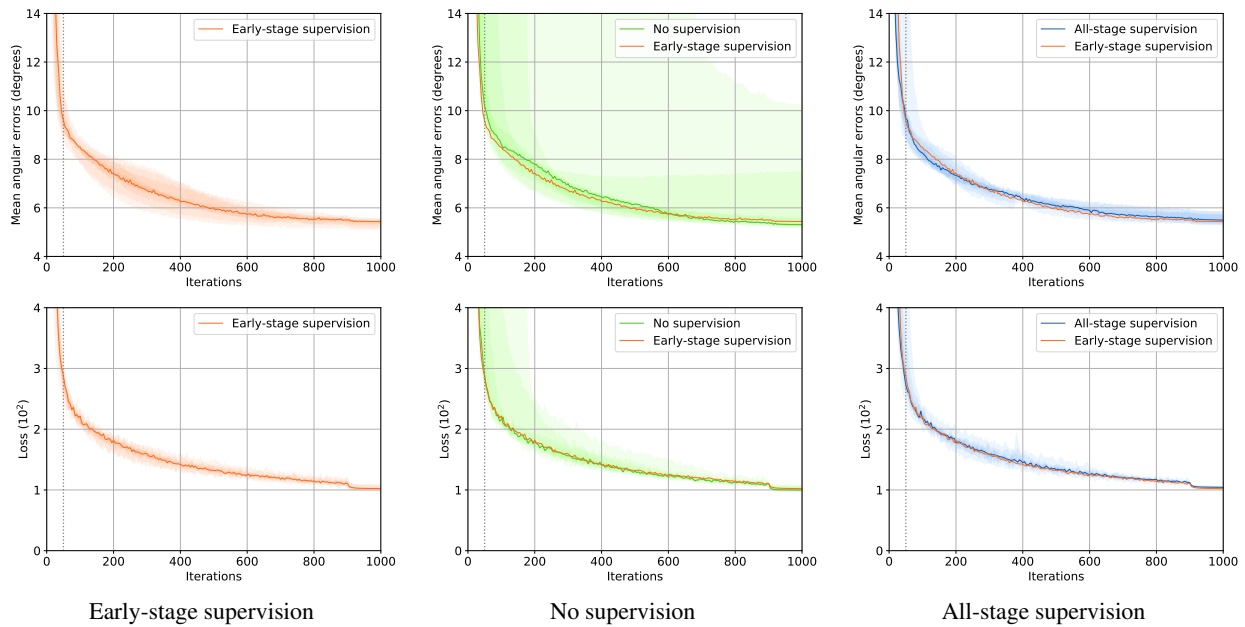 Mean angular errors (degrees)
14
12
10
8
6
4
0 200 400 600 800 1000
Iterations
Early-stage supervision
Mean angular errors (degrees)
14
12
10
8
6
4
0 200 400 600 800 1000
Iterations
No supervision
Early-stage supervision
Mean angular errors (degrees)
14
12
10
8
6
4
0 200 400 600 800 1000
Iterations
All-stage supervision
Early-stage supervision
Loss (10²)
4
3
2
1
0
0 200 400 600 800 1000
Iterations
Early-stage supervision
Loss (10²)
4
3
2
1
0
0 200 400 600 800 1000
Iterations
No supervision
Early-stage supervision
Loss (10²)
4
3
2
1
0
0 200 400 600 800 1000
Iterations
All-stage supervision
Early-stage supervision
Early-stage supervision
No supervision
All-stage supervision